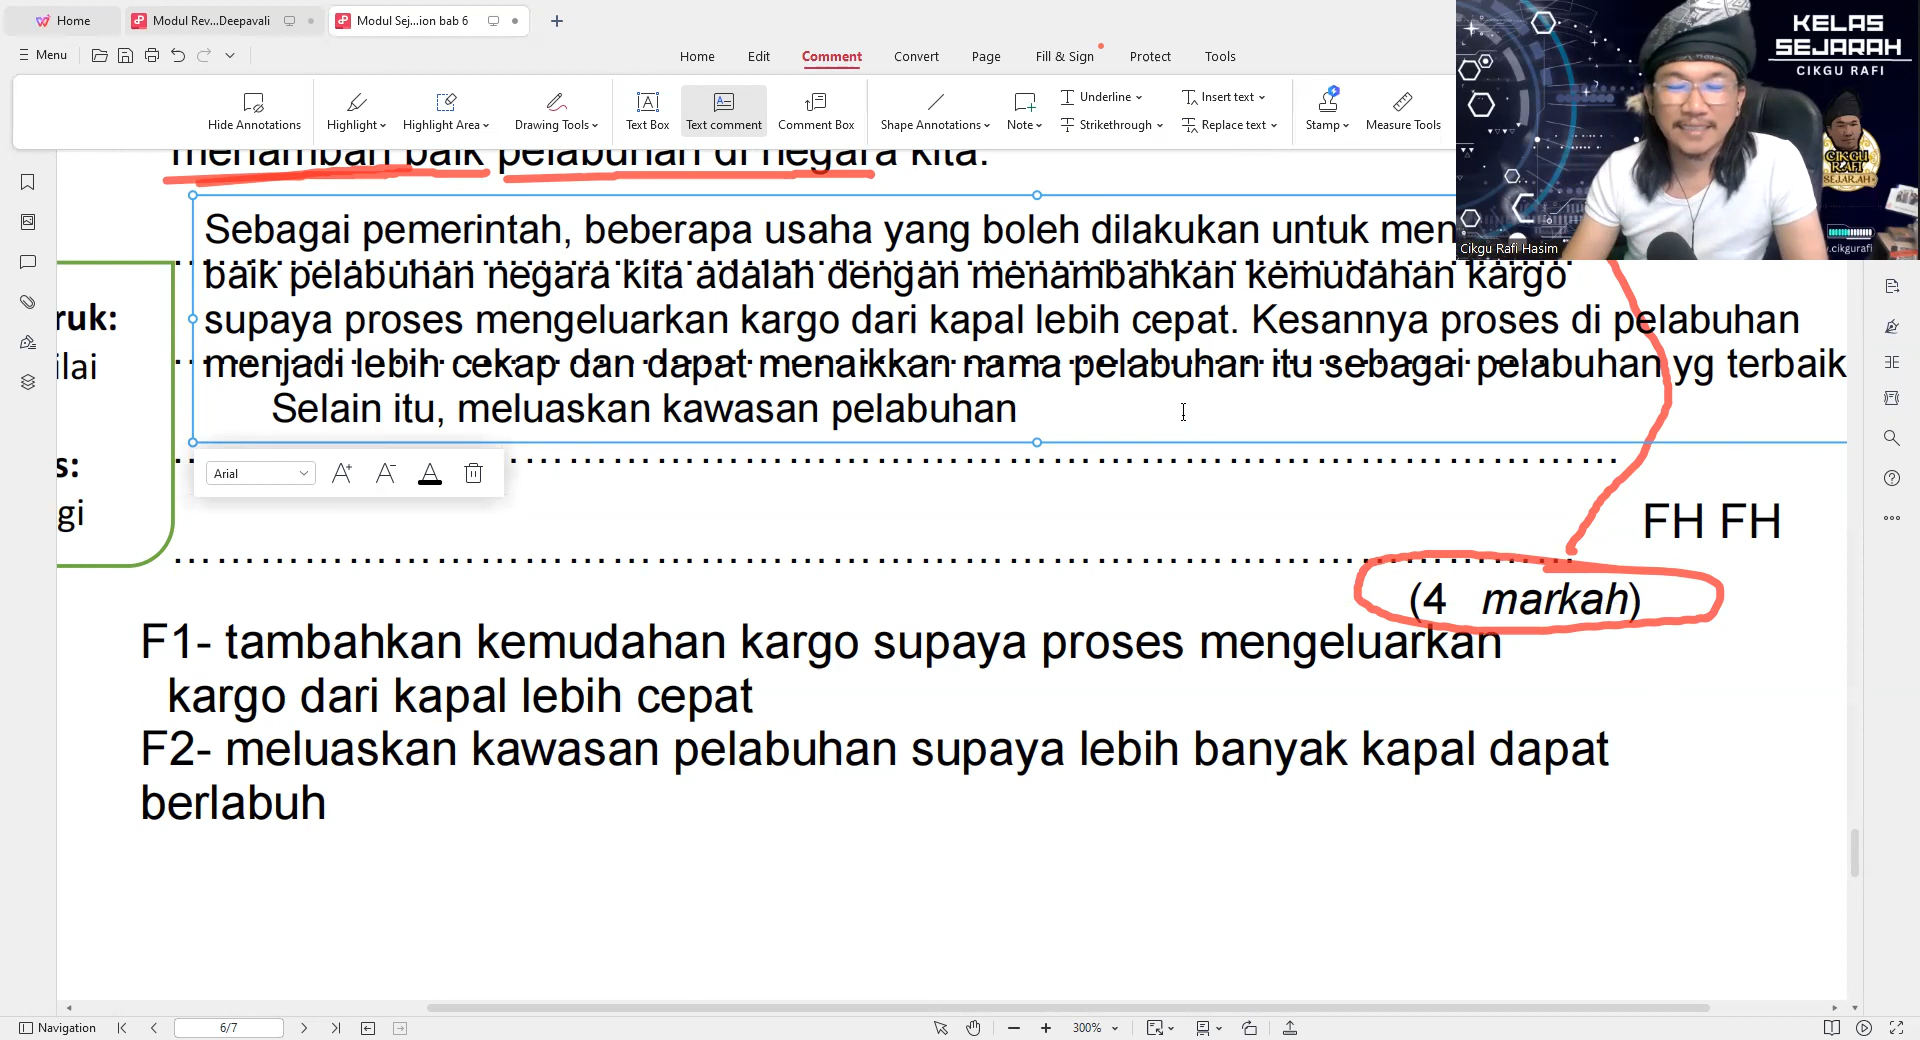 Home
Modul Rev...Deepavali
Modul Sej...ion bab 6
Menu
Home
Edit
Comment
Convert
Page
Fill & Sign
Protect
Tools
Hide Annotations
Highlight
Highlight Area
Drawing Tools
Text Box
Text comment
Comment Box
Shape Annotations
Note
Underline
Strikethrough
Insert text
Replace text
Stamp
Measure Tools
KELAS
SEJARAH
CIKGU RAFI
CIKGU
RAFI
SEJARAH
.cikgurafi
Cikgu Rafi Hasim
menambah baik pelabuhan di negara kita.
Sebagai pemerintah, beberapa usaha yang boleh dilakukan untuk men
baik pelabuhan negara kita adalah dengan menambahkan kemudahan kargo
supaya proses mengeluarkan kargo dari kapal lebih cepat. Kesannya proses di pelabuhan
menjadi lebih cekap dan dapat menaikkan nama pelabuhan itu sebagai pelabuhan yg terbaik
Selain itu, meluaskan kawasan pelabuhan
ruk:
ilai
s:
gi
Arial
FH FH
(4 markah)
F1- tambahkan kemudahan kargo supaya proses mengeluarkan
kargo dari kapal lebih cepat
F2- meluaskan kawasan pelabuhan supaya lebih banyak kapal dapat
berlabuh
Navigation
6/7
300%